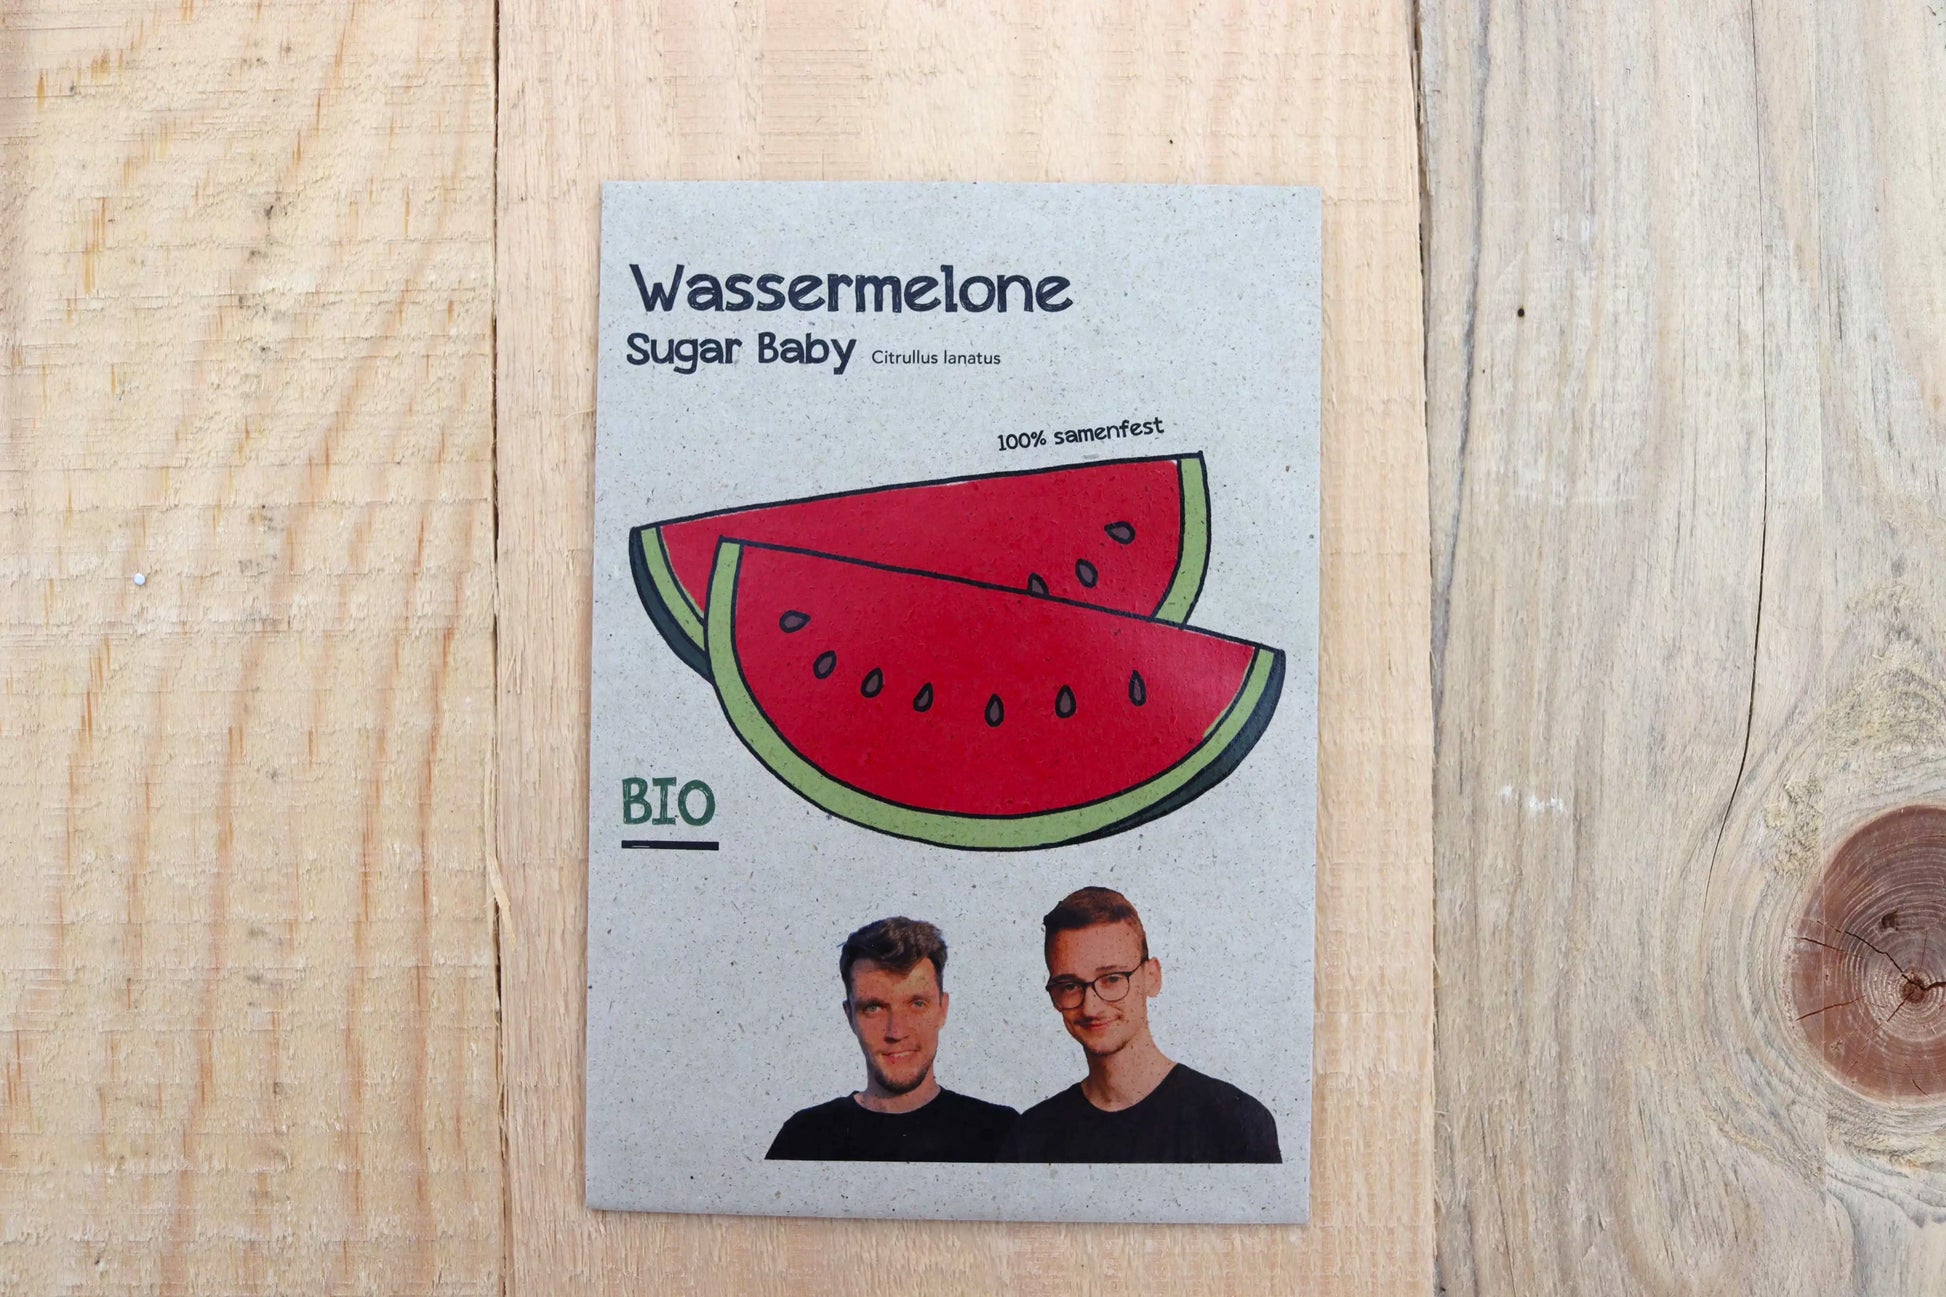 Wassermelone
Sugar Baby Citrullus lanatus
100% samenfest
BIO